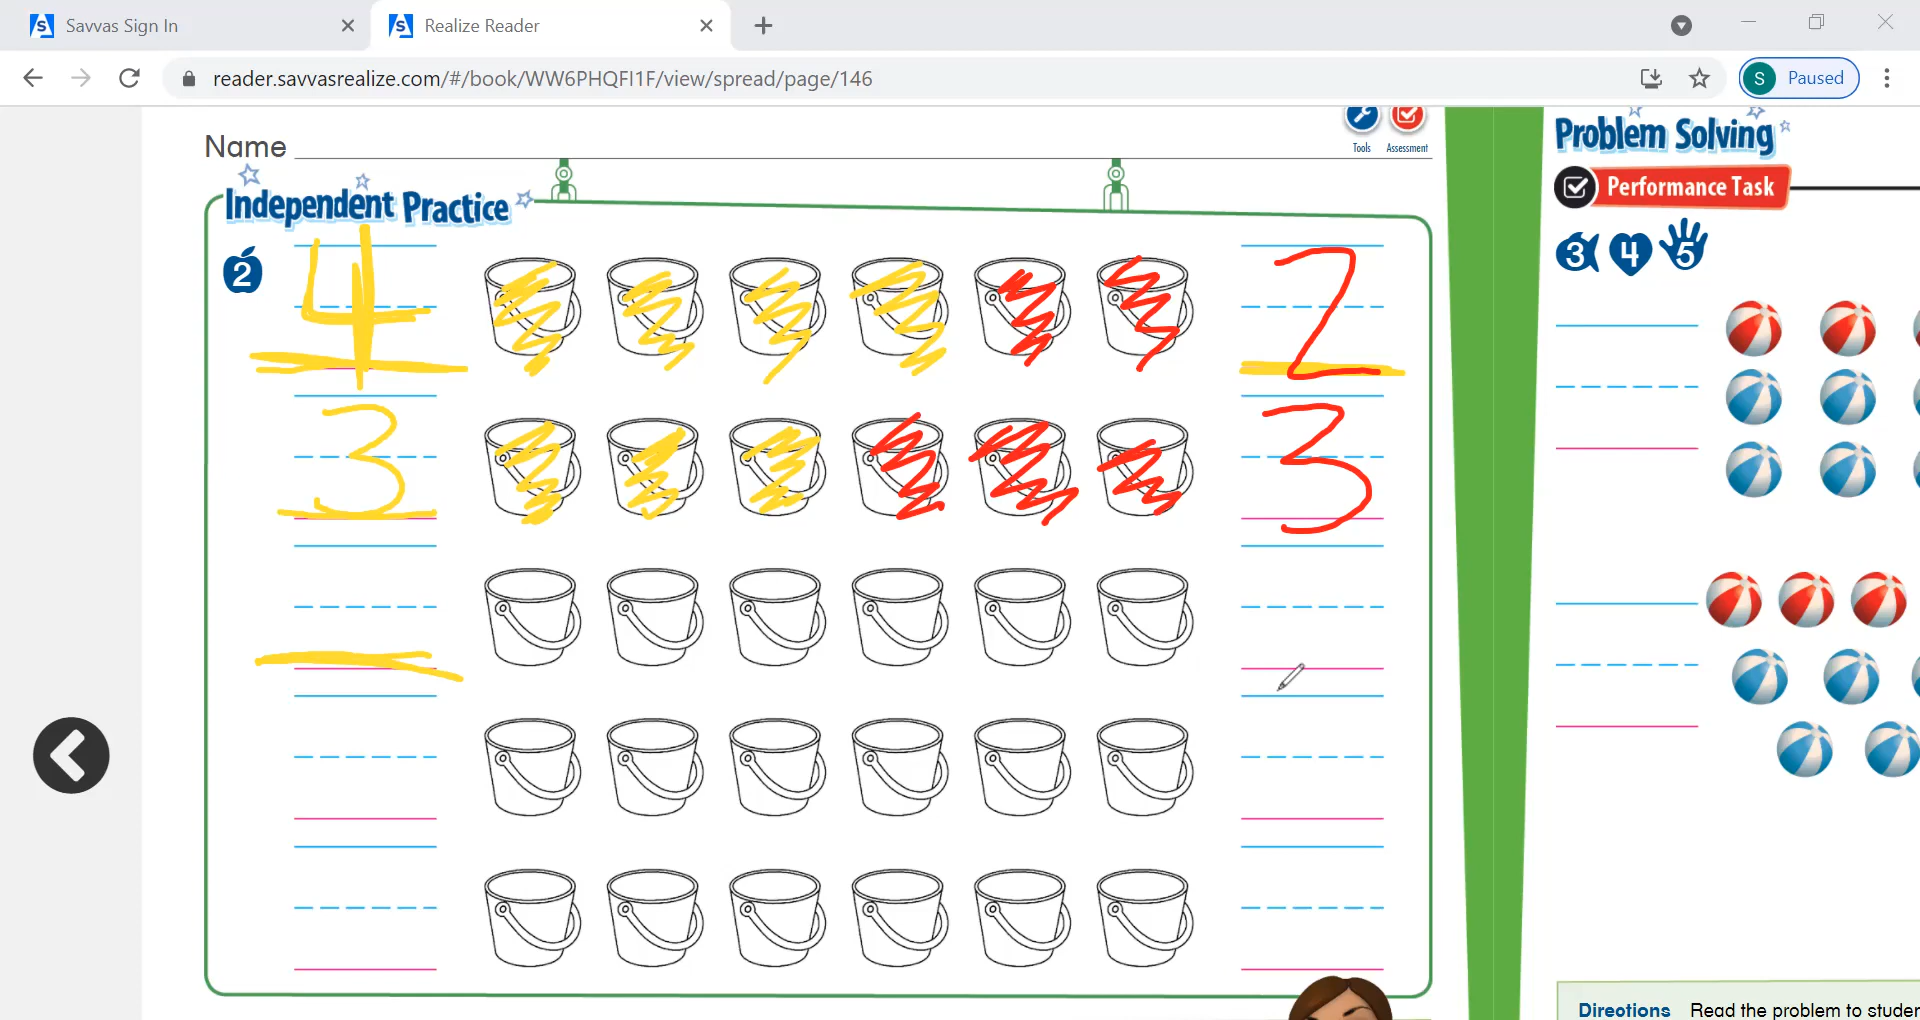 Savvas Sign In
Realize Reader
reader.savvasrealize.com/#/book/WW6PHQFI1F/view/spread/page/146
S Paused
Name
Tools Assessment
Independent Practice
2
4 2
3 3
Problem Solving
Performance Task
3 4 5
Directions Read the problem to studen